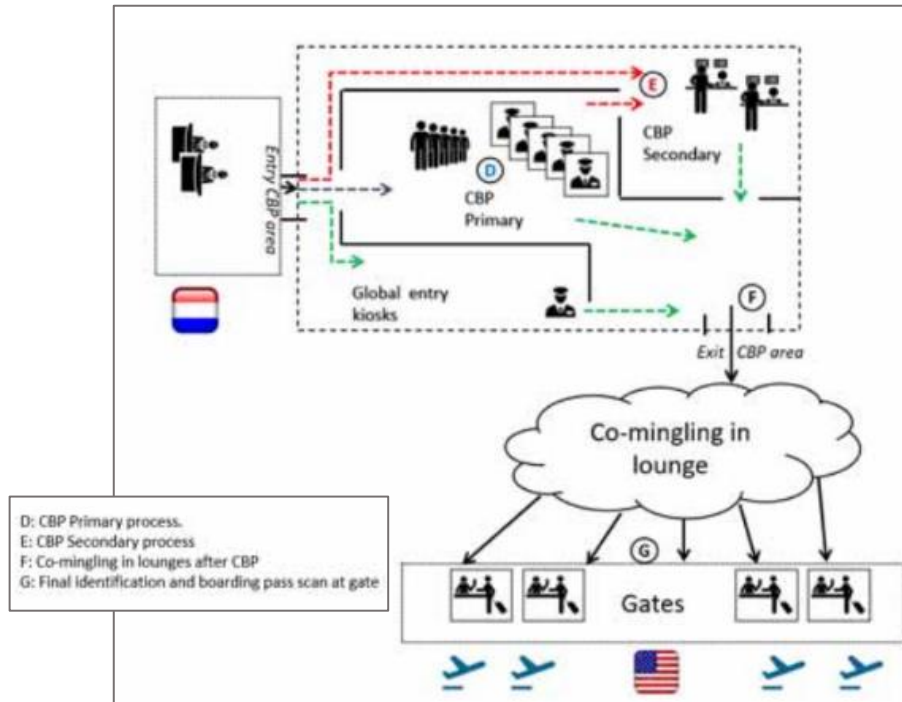 E
CBP
Secondary
Entry CBP area
D
CBP
Primary
Global entry
kiosks
F
Exit CBP area
Co-mingling in
lounge
D: CBP Primary process.
E: CBP Secondary process
F: Co-mingling in lounges after CBP
G: Final identification and boarding pass scan at gate
G
Gates